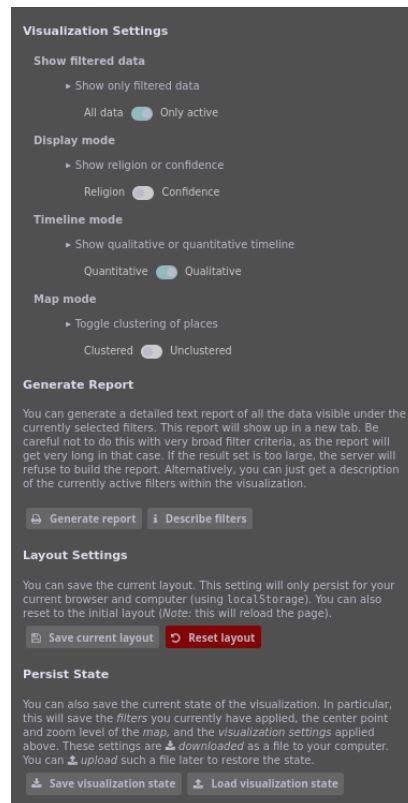 Visualization Settings
Show filtered data
▸ Show only filtered data
All data Only active
Display mode
▸ Show religion or confidence
Religion Confidence
Timeline mode
▸ Show qualitative or quantitative timeline
Quantitative Qualitative
Map mode
▸ Toggle clustering of places
Clustered Unclustered
Generate Report
You can generate a detailed text report of all the data visible under the
currently selected filters. This report will show up in a new tab. Be
careful not to do this with very broad filter criteria, as the report will
get very long in that case. If the result set is too large, the server will
refuse to build the report. Alternatively, you can just get a description
of the currently active filters within the visualization.
Generate report Describe filters
Layout Settings
You can save the current layout. This setting will only persist for your
current browser and computer (using localStorage). You can also
reset to the initial layout (Note: this will reload the page).
Save current layout Reset layout
Persist State
You can also save the current state of the visualization. In particular,
this will save the filters you currently have applied, the center point
and zoom level of the map, and the visualization settings applied
above. These settings are downloaded as a file to your computer.
You can upload such a file later to restore the state.
Save visualization state Load visualization state